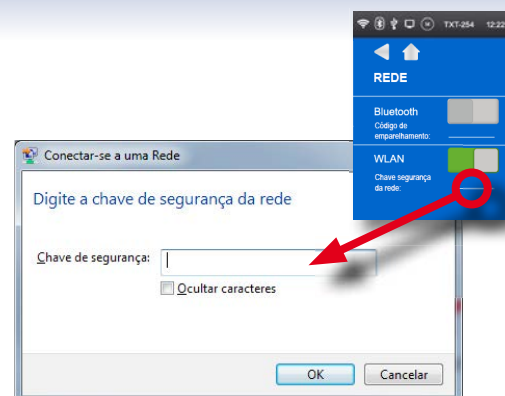 TXT-254 12:22
REDE
Bluetooth
Código de
emparelhamento:
WLAN
Chave segurança
da rede:
Conectar-se a uma Rede
Digite a chave de segurança da rede
Chave de segurança:
Ocultar caracteres
OK Cancelar